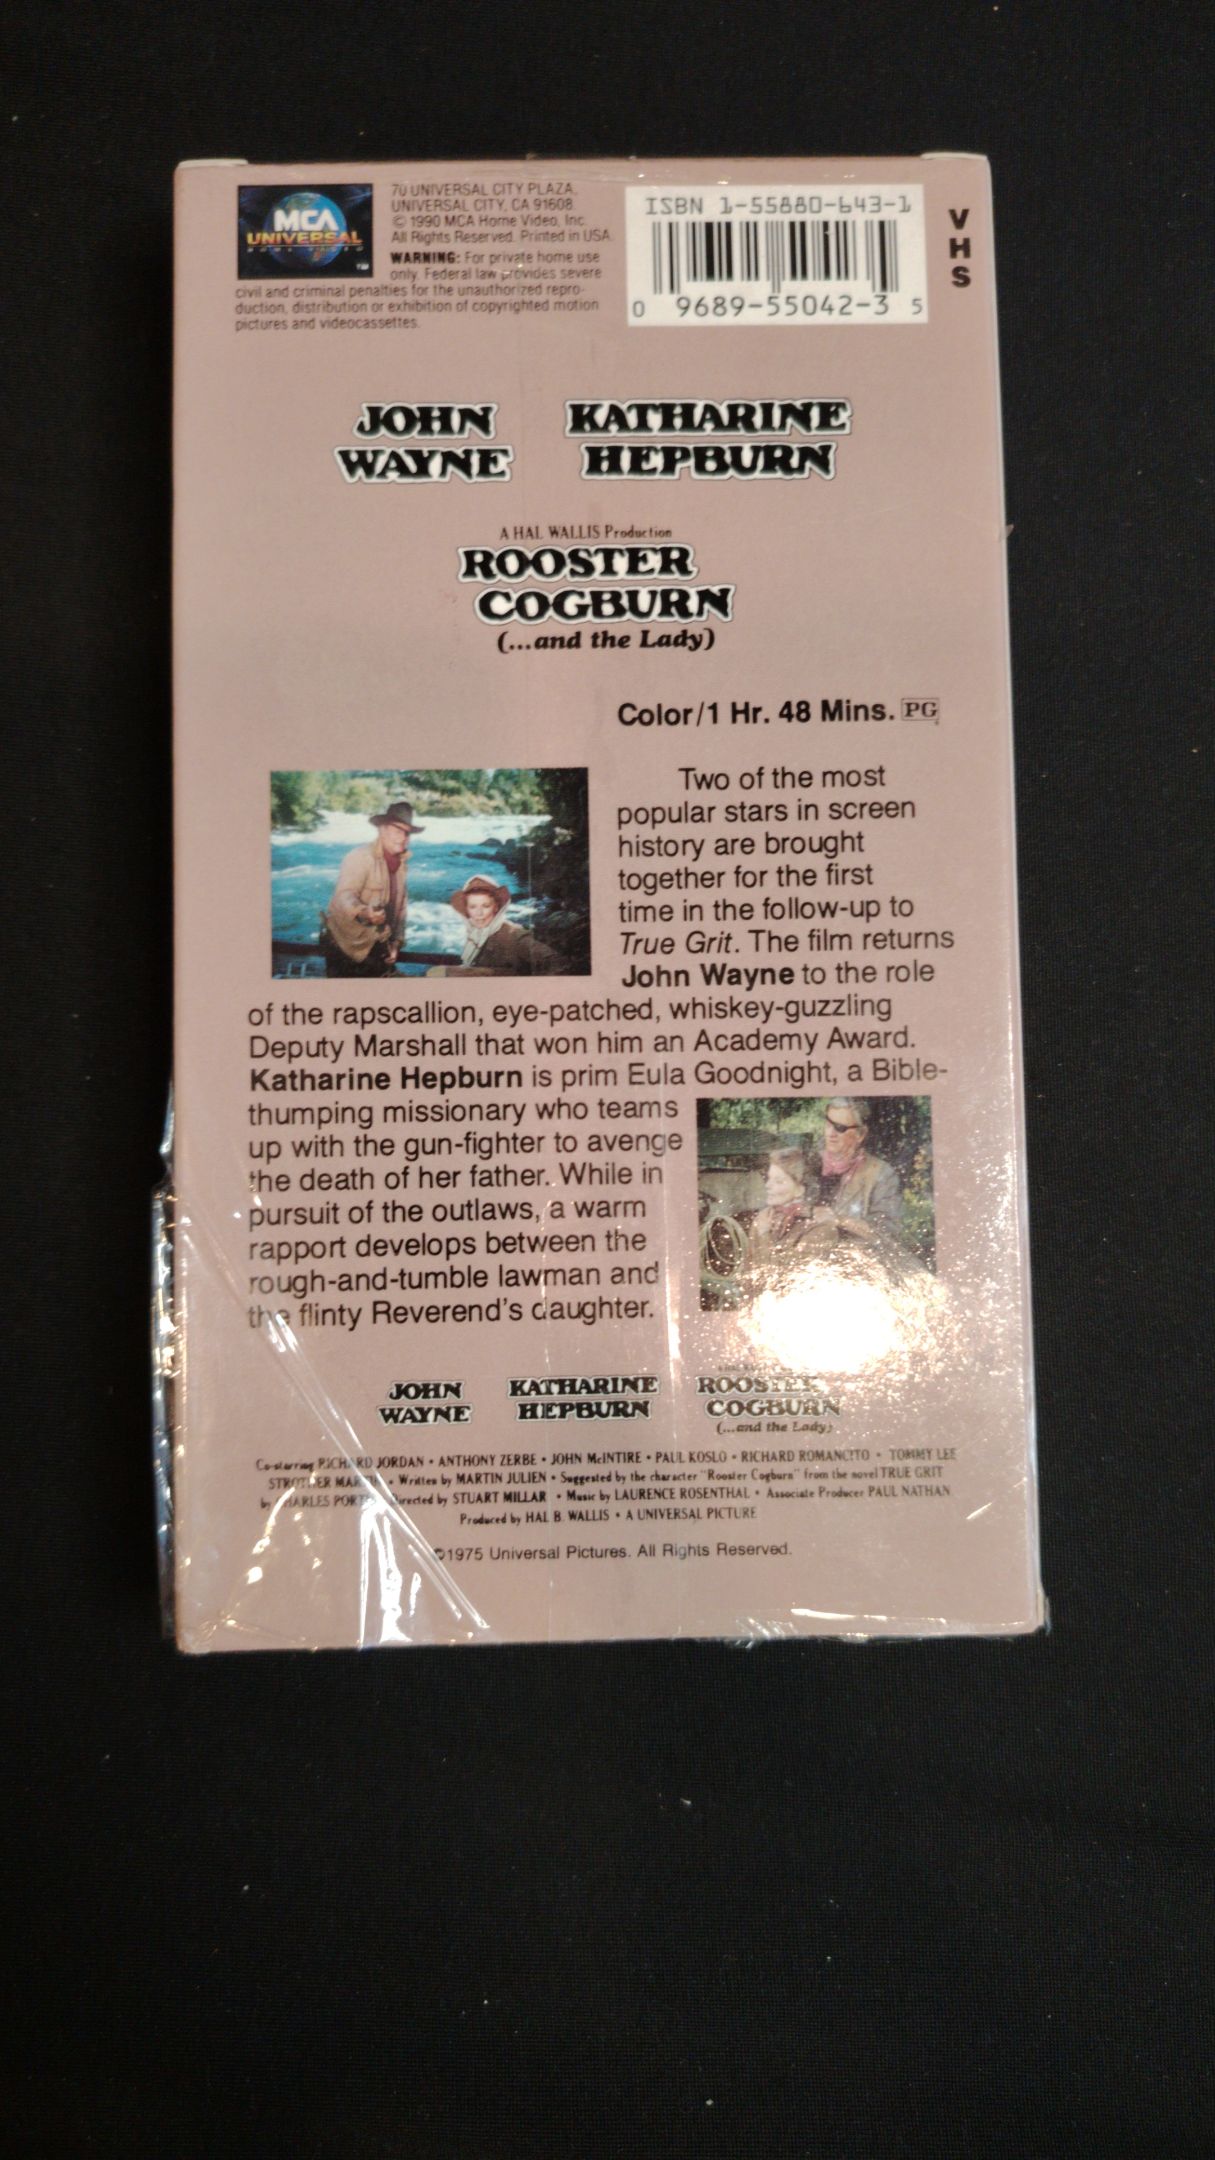 MCA
UNIVERSAL
HOME VIDEO
TM
70 UNIVERSAL CITY PLAZA,
UNIVERSAL CITY, CA 91608.
© 1990 MCA Home Video, Inc.
All Rights Reserved. Printed in USA.
WARNING: For private home use
only. Federal law provides severe
civil and criminal penalties for the unauthorized repro-
duction, distribution or exhibition of copyrighted motion
pictures and videocassettes.
ISBN 1-55880-643-1
0 9689-55042-3 5
VHS
JOHN WAYNE
KATHARINE HEPBURN
A HAL WALLIS Production
ROOSTER
COGBURN
(...and the Lady)
Color/1 Hr. 48 Mins. PG
Two of the most
popular stars in screen
history are brought
together for the first
time in the follow-up to
True Grit. The film returns
John Wayne to the role
of the rapscallion, eye-patched, whiskey-guzzling
Deputy Marshall that won him an Academy Award.
Katharine Hepburn is prim Eula Goodnight, a Bible-
thumping missionary who teams
up with the gun-fighter to avenge
the death of her father. While in
pursuit of the outlaws, a warm
rapport develops between the
rough-and-tumble lawman and
the flinty Reverend's daughter.
JOHN WAYNE
KATHARINE HEPBURN
ROOSTER
COGBURN
(...and the Lady)
Co-starring RICHARD JORDAN • ANTHONY ZERBE • JOHN McINTIRE • PAUL KOSLO • RICHARD ROMANCITO • TOMMY LEE
STROTHER MARTIN • Written by MARTIN JULIEN • Suggested by the character "Rooster Cogburn" from the novel TRUE GRIT
by CHARLES PORTIS Directed by STUART MILLAR • Music by LAURENCE ROSENTHAL • Associate Producer PAUL NATHAN
Produced by HAL B. WALLIS • A UNIVERSAL PICTURE
©1975 Universal Pictures. All Rights Reserved.